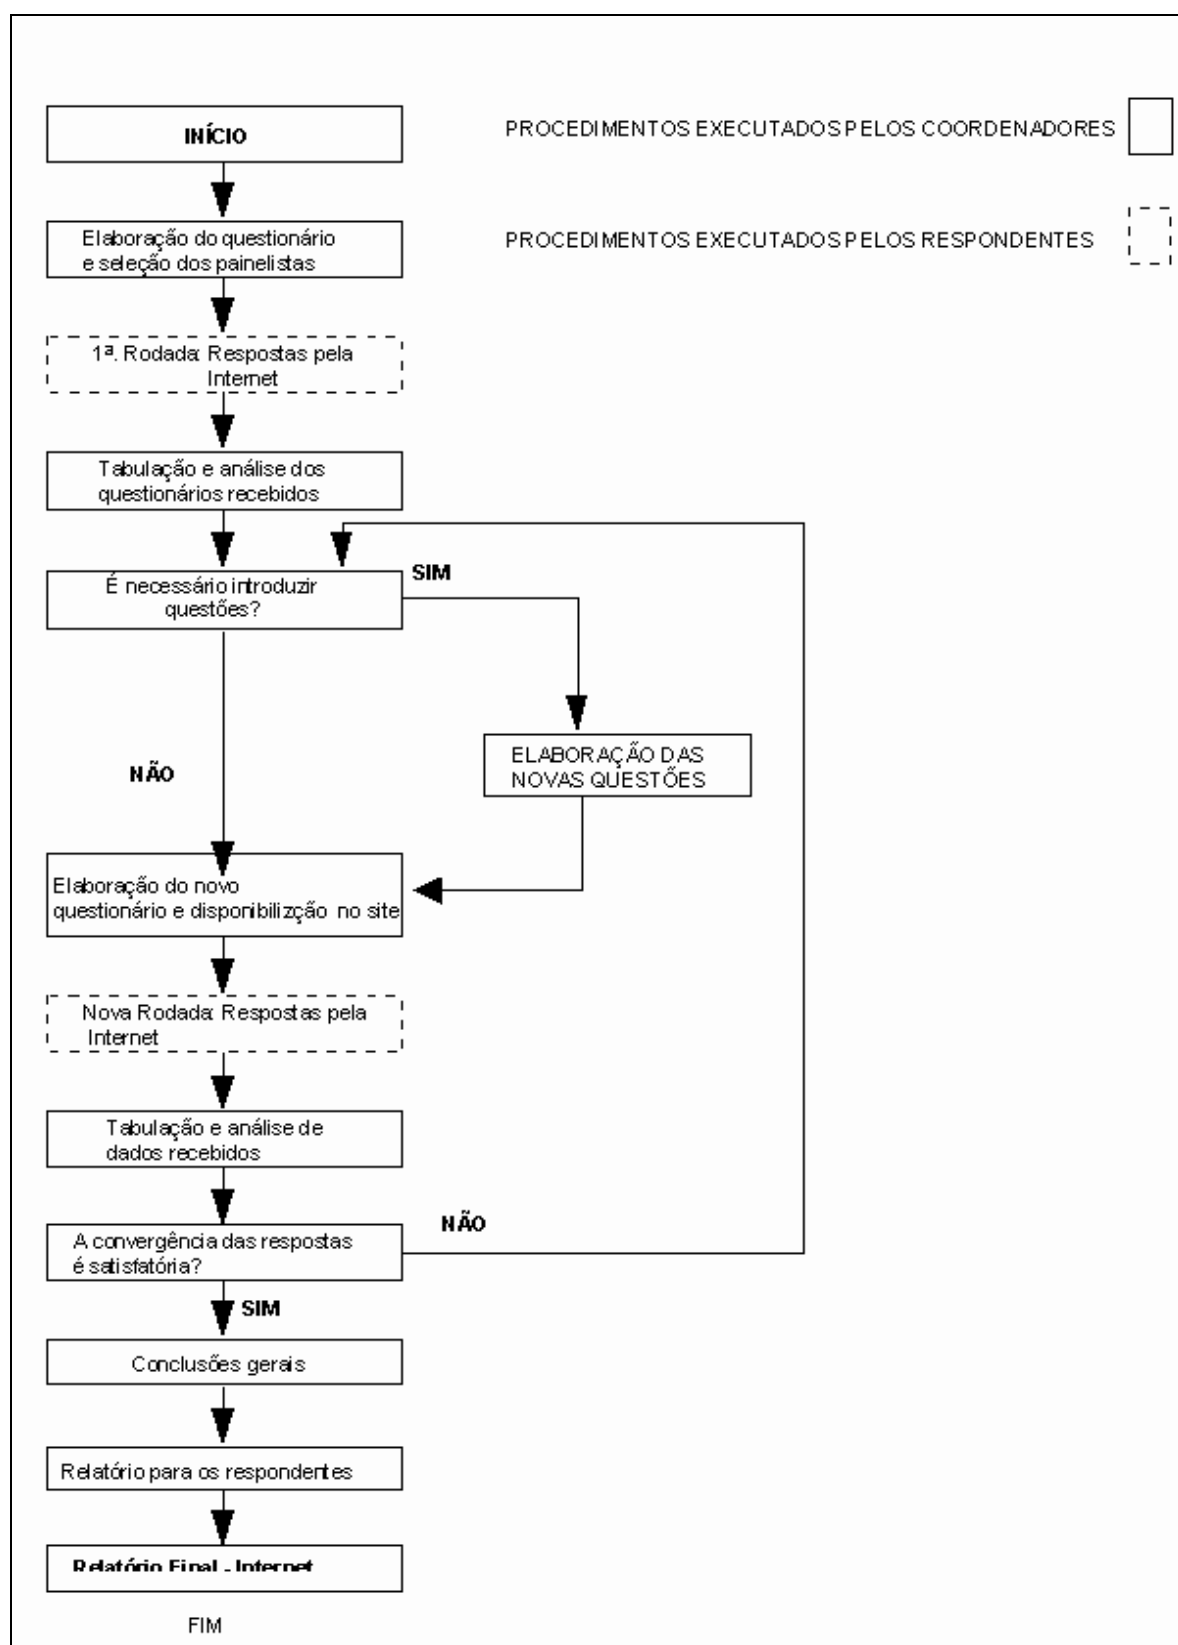 INÍCIO
PROCEDIMENTOS EXECUTADOS PELOS COORDENADORES
Elaboração do questionário
e seleção dos painelistas
PROCEDIMENTOS EXECUTADOS PELOS RESPONDENTES
1ª. Rodada: Respostas pela
Internet
Tabulação e análise dos
questionários recebidos
É necessário introduzir
questões?
SIM
ELABORAÇÃO DAS
NOVAS QUESTÕES
NÃO
Elaboração do novo
questionário e disponibilizção no site
Nova Rodada: Respostas pela
Internet
Tabulação e análise de
dados recebidos
A convergência das respostas
é satisfatória?
NÃO
SIM
Conclusões gerais
Relatório para os respondentes
Relatório Final - Internet
FIM